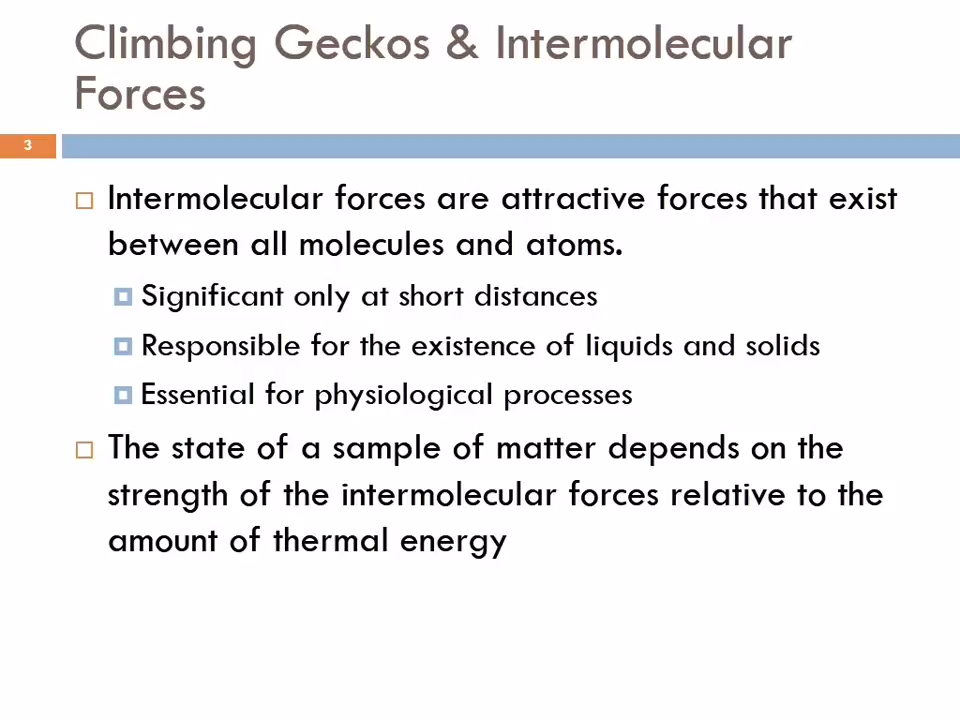 Climbing Geckos & Intermolecular
Forces
3
Intermolecular forces are attractive forces that exist
between all molecules and atoms.
Significant only at short distances
Responsible for the existence of liquids and solids
Essential for physiological processes
The state of a sample of matter depends on the
strength of the intermolecular forces relative to the
amount of thermal energy